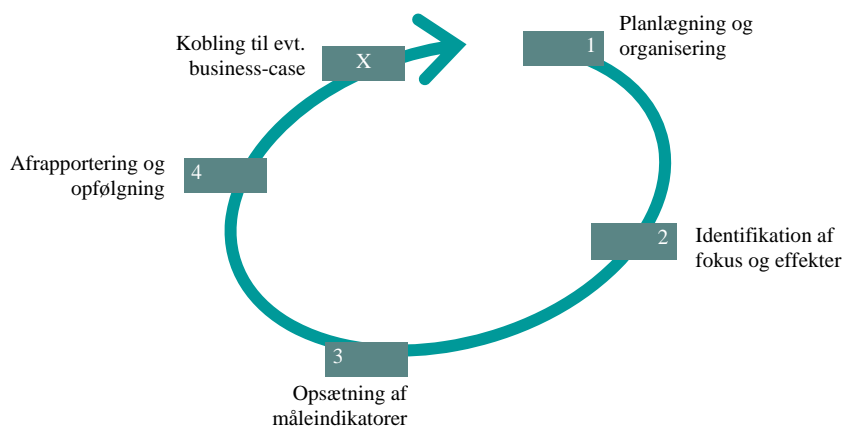 1
Planlægning og
organisering
2
Identifikation af
fokus og effekter
3
Opsætning af
måleindikatorer
4
Afrapportering og
opfølgning
X
Kobling til evt.
business-case